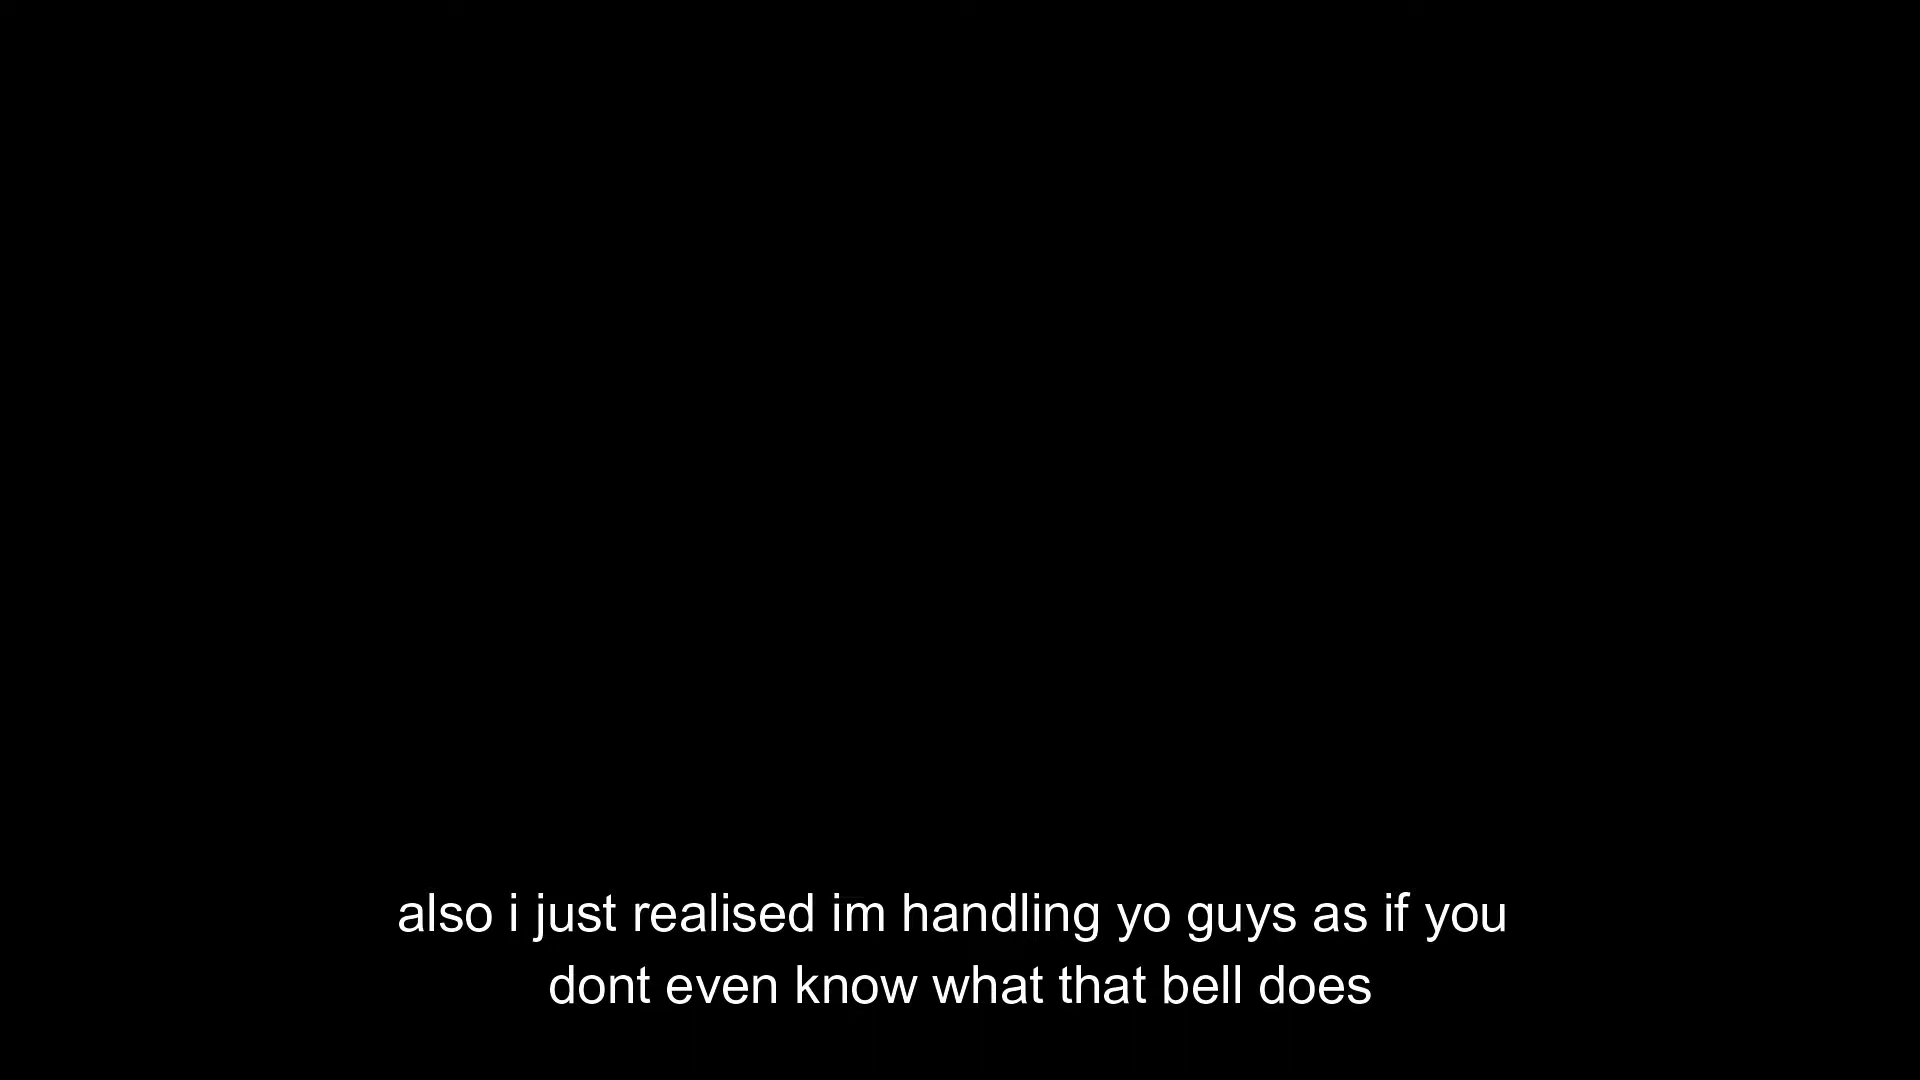 also i just realised im handling yo guys as if you
dont even know what that bell does